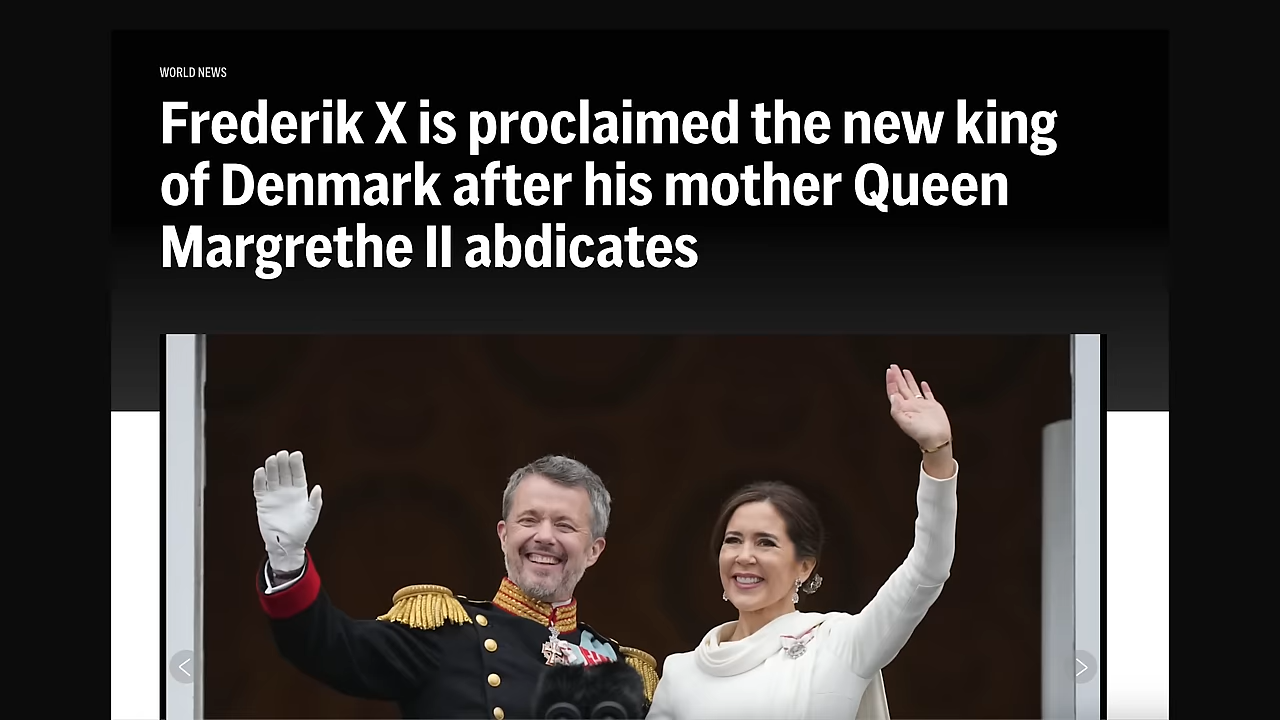 WORLD NEWS
Frederik X is proclaimed the new king
of Denmark after his mother Queen
Margrethe II abdicates